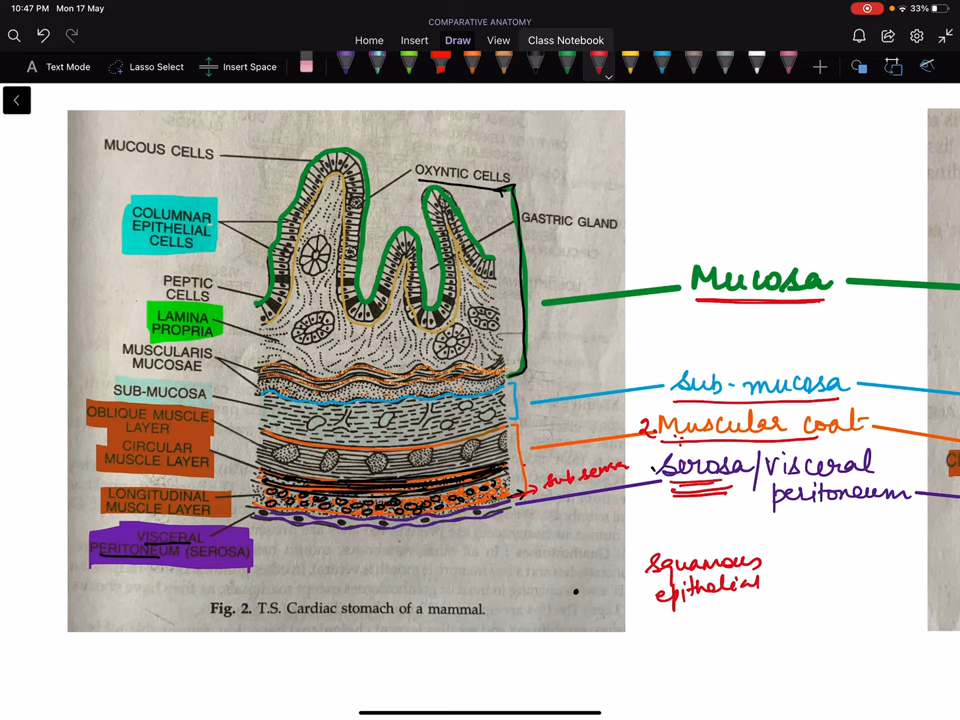 10:47 PM Mon 17 May
33%
COMPARATIVE ANATOMY
Home Insert Draw View Class Notebook
Text Mode Lasso Select Insert Space
MUCOUS CELLS
OXYNTIC CELLS
COLUMNAR
EPITHELIAL
CELLS
GASTRIC GLAND
PEPTIC
CELLS
Mucosa
LAMINA
PROPRIA
MUSCULARIS
MUCOSAE
SUB-MUCOSA
Sub-mucosa
OBLIQUE MUSCLE
LAYER
2. Muscular coat
CIRCULAR
MUSCLE LAYER
Serosa/Visceral
peritoneum
sub serosa
LONGITUDINAL
MUSCLE LAYER
VISCERAL
PERITONEUM (SEROSA)
Squamous
epithelial
Fig. 2. T.S. Cardiac stomach of a mammal.